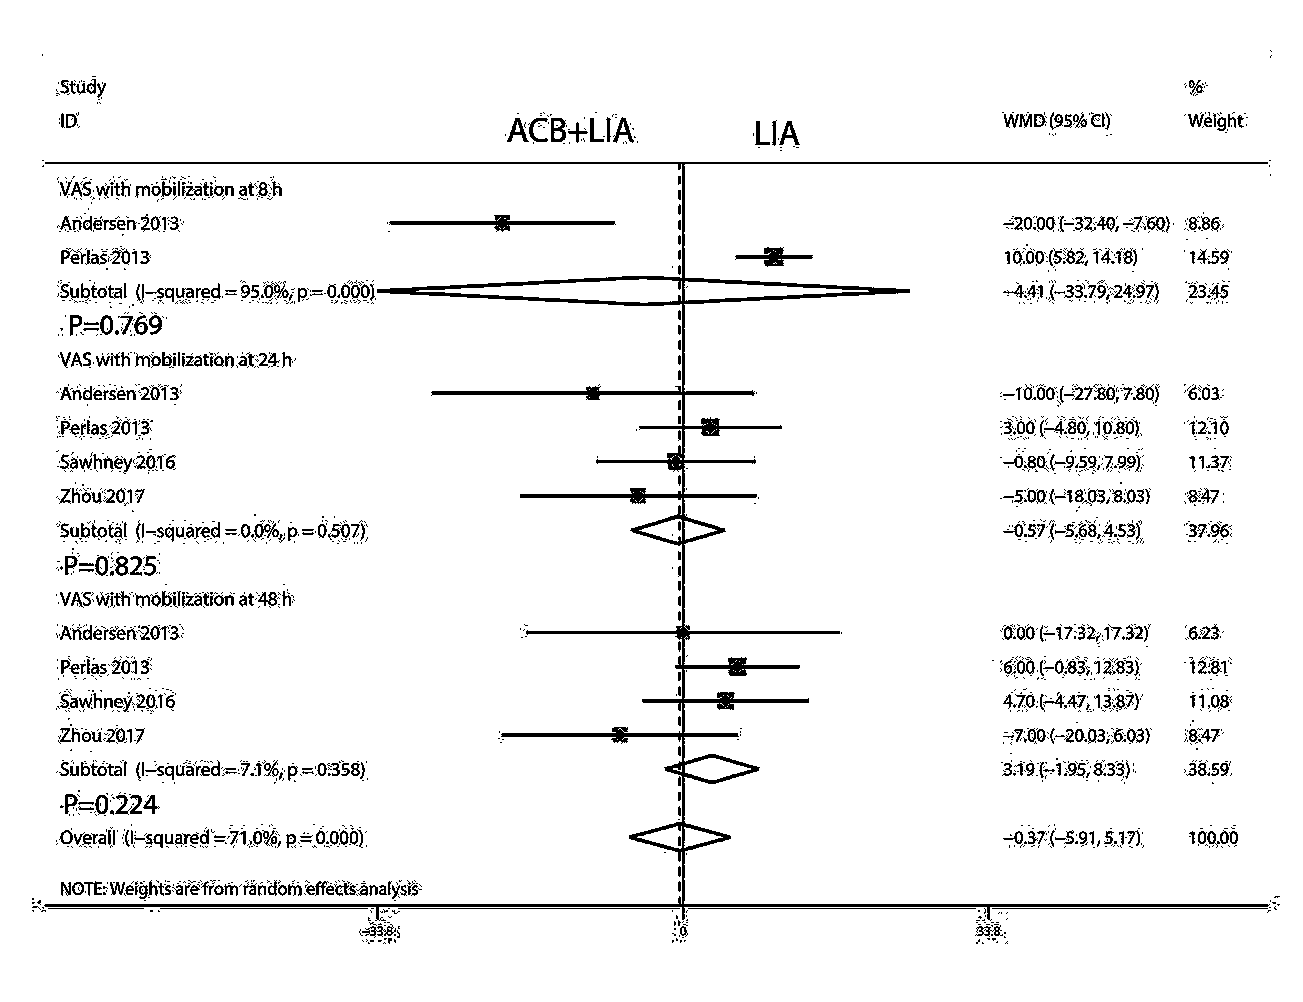 Study %
ID ACB+LIA LIA WMD (95% CI) Weight
VAS with mobilization at 8 h
Andersen 2013 −20.00 (−32.40, −7.60) 8.86
Perlas 2013 10.00 (5.82, 14.18) 14.59
Subtotal (I−squared = 95.0%, p = 0.000) −4.41 (−33.79, 24.97) 23.45
. P=0.769
VAS with mobilization at 24 h
Andersen 2013 −10.00 (−27.80, 7.80) 6.03
Perlas 2013 3.00 (−4.80, 10.80) 12.10
Sawhney 2016 −0.80 (−9.59, 7.99) 11.37
Zhou 2017 −5.00 (−18.03, 8.03) 8.47
Subtotal (I−squared = 0.0%, p = 0.507) −0.57 (−5.68, 4.53) 37.96
.P=0.825
VAS with mobilization at 48 h
Andersen 2013 0.00 (−17.32, 17.32) 6.23
Perlas 2013 6.00 (−0.83, 12.83) 12.81
Sawhney 2016 4.70 (−4.47, 13.87) 11.08
Zhou 2017 −7.00 (−20.03, 6.03) 8.47
Subtotal (I−squared = 7.1%, p = 0.358) 3.19 (−1.95, 8.33) 38.59
.P=0.224
Overall (I−squared = 71.0%, p = 0.000) −0.37 (−5.91, 5.17) 100.00
NOTE: Weights are from random effects analysis
−33.8 0 33.8